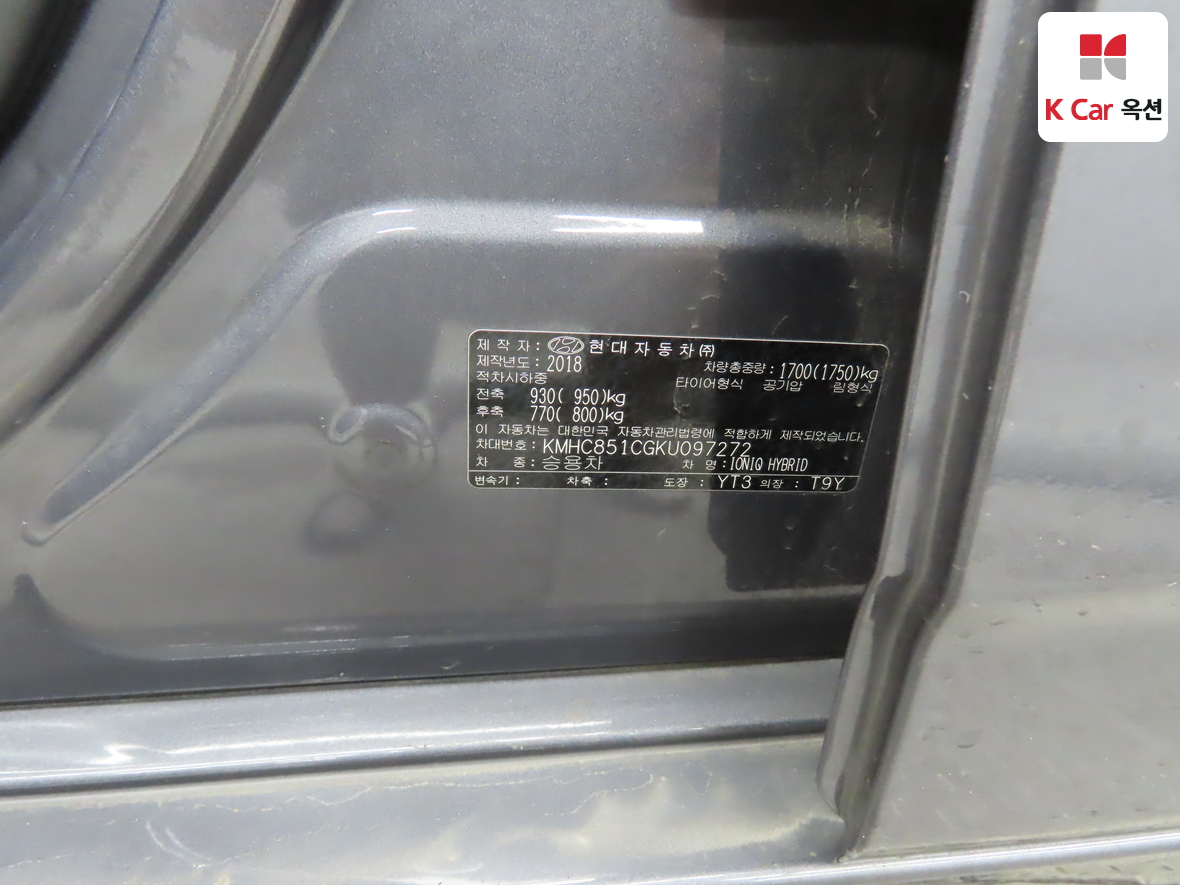 K Car 옥션
제 작 자 : 현 대 자 동 차 ㈜
제작년도 : 2018 차량총중량 : 1700(1750)kg
적차시하중 타이어형식 공기압 림형식
전축 930( 950)kg
후축 770( 800)kg
이 자동차는 대한민국 자동차관리법령에 적합하게 제작되었습니다.
차대번호 : KMHC851CGKU097272
차 종 : 승용차 차 명 : IONIQ HYBRID
변속기 : 차축 : 도장 : YT3 의장 : T9Y